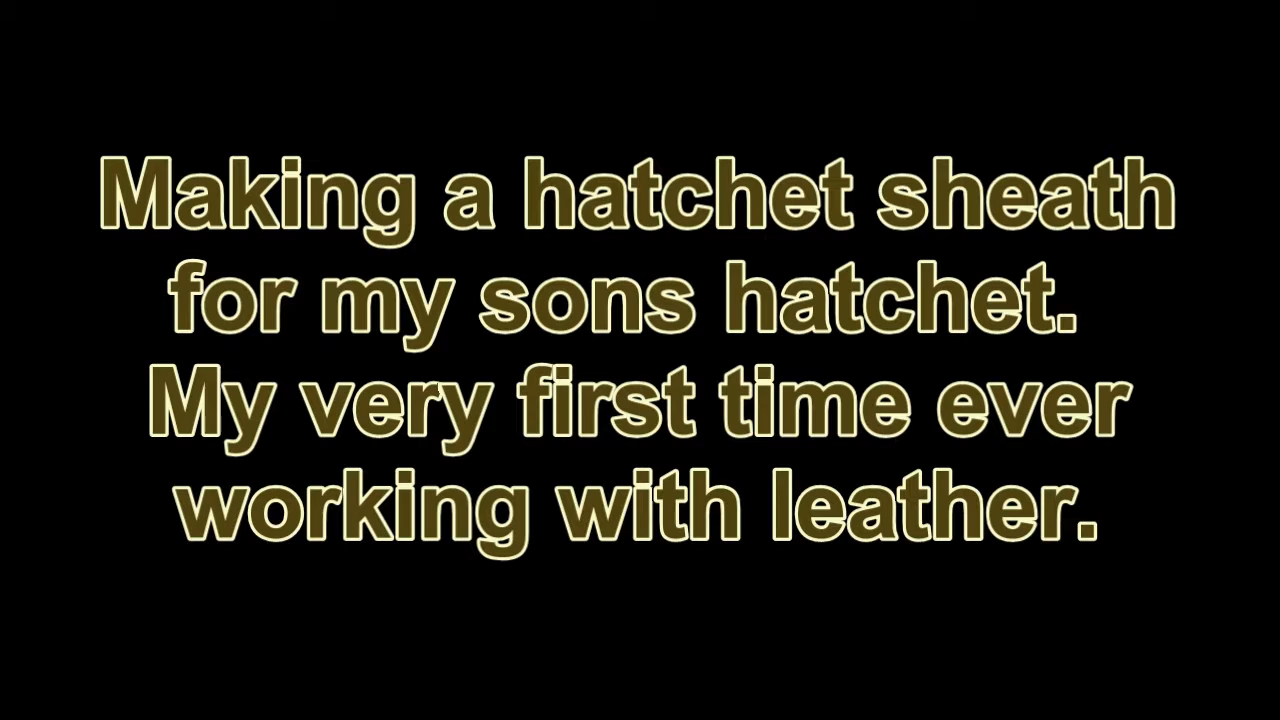 Making a hatchet sheath
for my sons hatchet.
My very first time ever
working with leather.